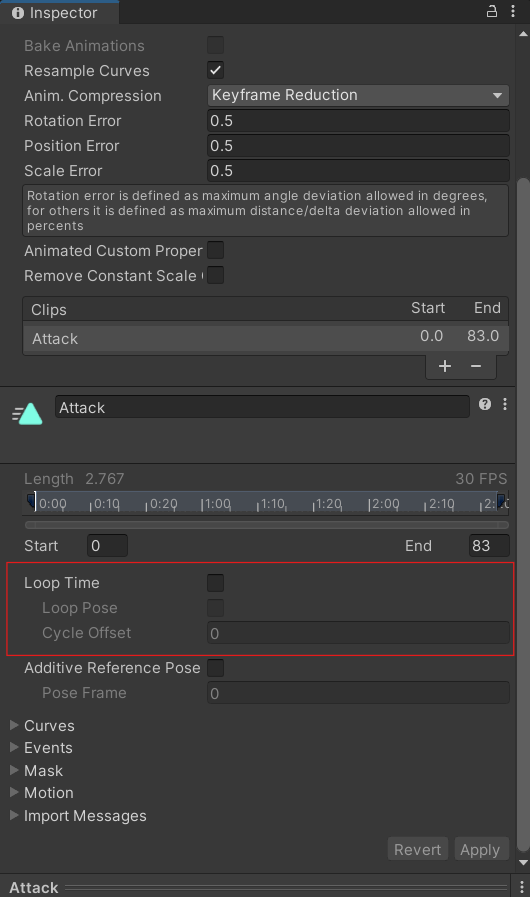 Inspector
Bake Animations
Resample Curves
Anim. Compression Keyframe Reduction
Rotation Error 0.5
Position Error 0.5
Scale Error 0.5
Rotation error is defined as maximum angle deviation allowed in degrees,
for others it is defined as maximum distance/delta deviation allowed in
percents
Animated Custom Proper
Remove Constant Scale
Clips Start End
Attack 0.0 83.0
+ −
Attack
Length 2.767 30 FPS
0:00 0:10 0:20 1:00 1:10 1:20 2:00 2:10
Start 0 End 83
Loop Time
Loop Pose
Cycle Offset 0
Additive Reference Pose
Pose Frame 0
Curves
Events
Mask
Motion
Import Messages
Revert Apply
Attack